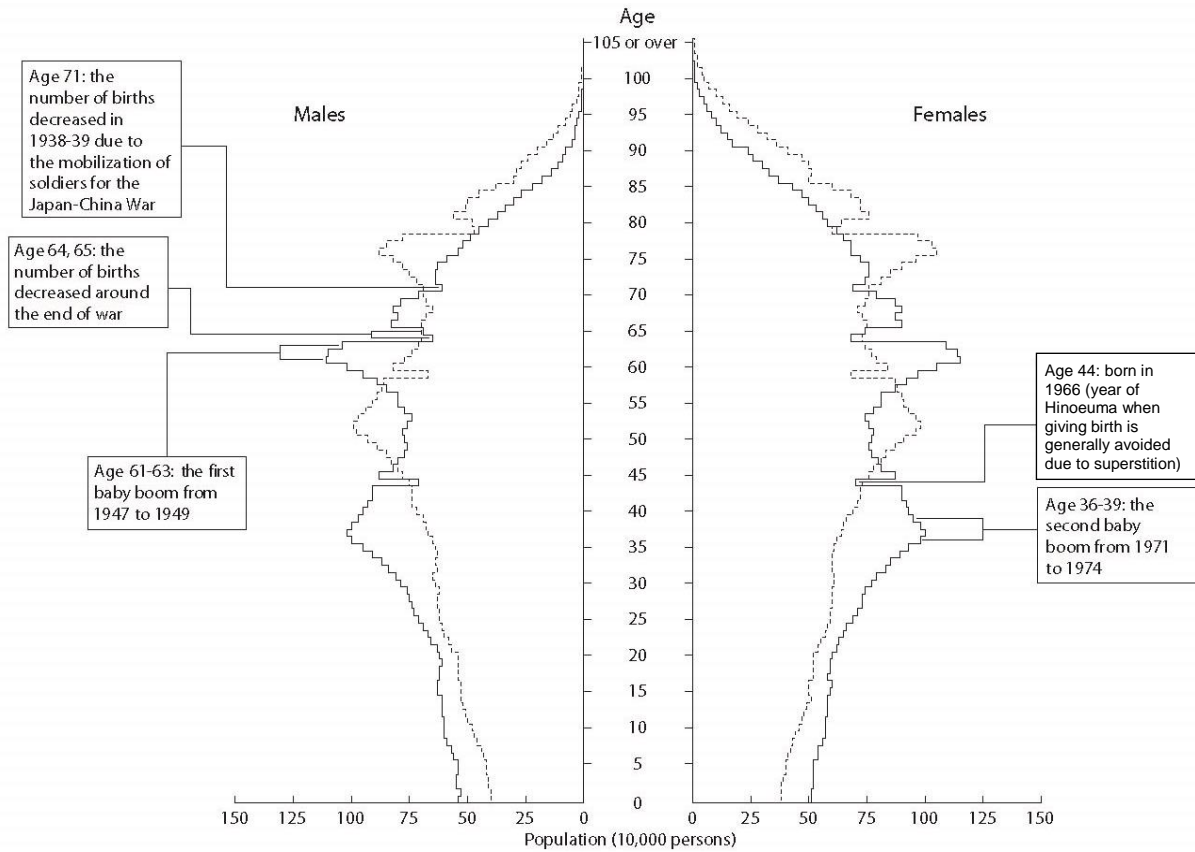 Age
105 or over
100
95
90
85
80
75
70
65
60
55
50
45
40
35
30
25
20
15
10
5
0
Males
Females
Age 71: the
number of births
decreased in
1938-39 due to
the mobilization of
soldiers for the
Japan-China War
Age 64, 65: the
number of births
decreased around
the end of war
Age 61-63: the first
baby boom from
1947 to 1949
Age 44: born in
1966 (year of
Hinoeuma when
giving birth is
generally avoided
due to superstition)
Age 36-39: the
second baby
boom from 1971
to 1974
150 125 100 75 50 25 0
0 25 50 75 100 125 150
Population (10,000 persons)